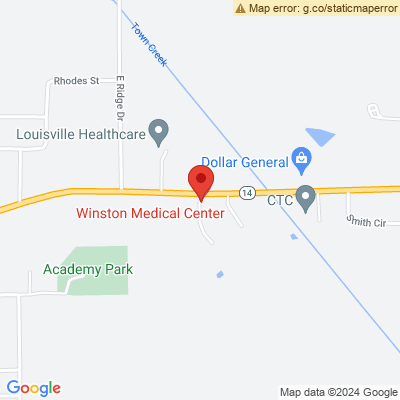 Map error: g.co/staticmaperror
Town Creek
Rhodes St
E Ridge Dr
Louisville Healthcare
Dollar General
14
CTC
Winston Medical Center
Smith Cir
Academy Park
Google
Map data ©2024 Google